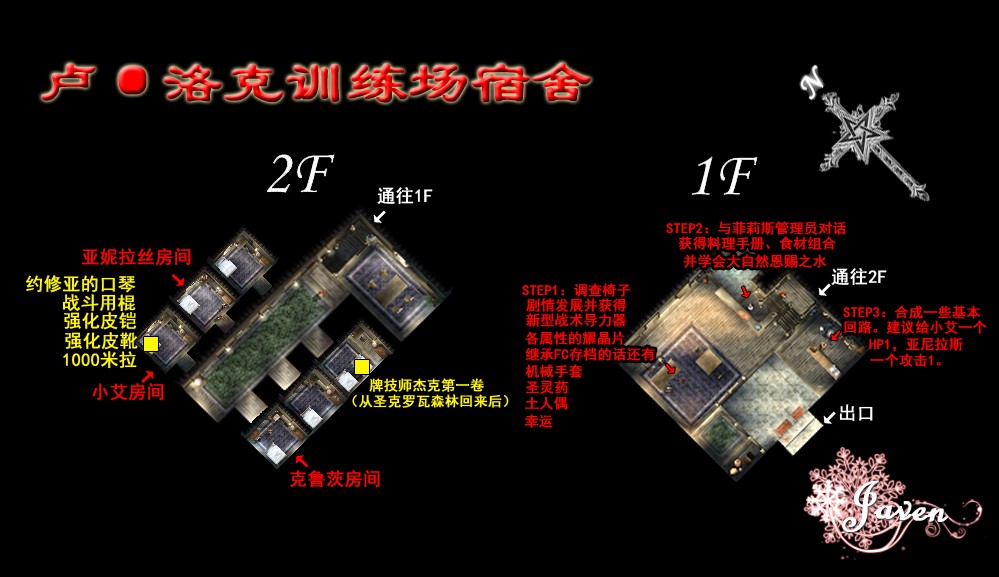 卢·洛克训练场宿舍
N
2F
通往1F
亚妮拉丝房间
约修亚的口琴
战斗用棍
强化皮铠
强化皮靴
1000米拉
小艾房间
牌技师杰克第一卷
（从圣克罗瓦森林回来后）
克鲁茨房间
1F
STEP2：与菲莉斯管理员对话
获得料理手册、食材组合
并学会大自然恩赐之水
通往2F
STEP1：调查椅子
剧情发展并获得
新型战术导力器
各属性的耀晶片
继承FC存档的话还有
机械手套
圣灵药
土人偶
幸运
STEP3：合成一些基本
回路。建议给小艾一个
HP1，亚尼拉斯
一个攻击1。
出口
Javen